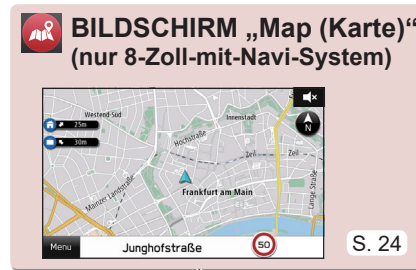 BILDSCHIRM „Map (Karte)“
(nur 8-Zoll-mit-Navi-System)
Westend-Süd
Innenstadt
25m
N
30m
Hochstraße
Zeil
Zeil
Mainzer Landstraße
Lange Straße
Frankfurt am Main
Menu
Junghofstraße
50
S. 24